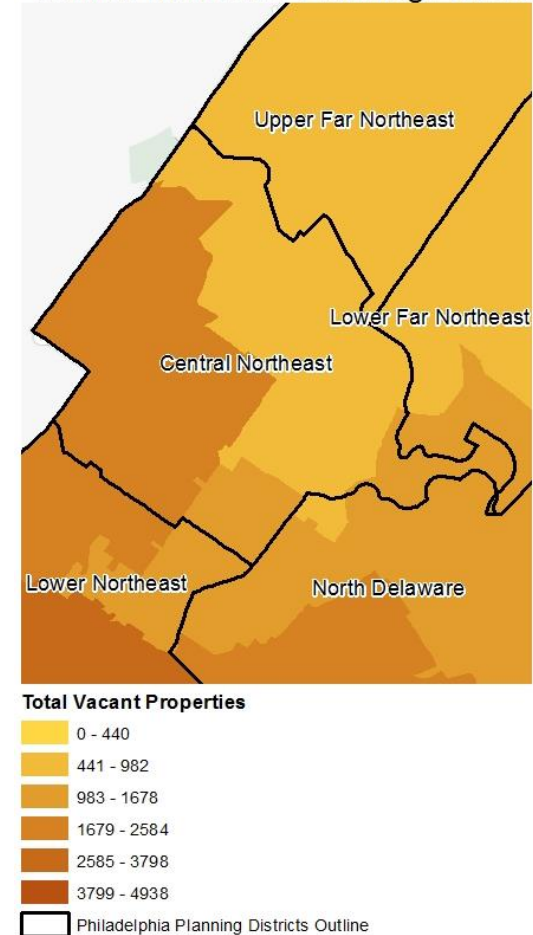 Upper Far Northeast
Lower Far Northeast
Central Northeast
Lower Northeast
North Delaware
Total Vacant Properties
0 - 440
441 - 982
983 - 1678
1679 - 2584
2585 - 3798
3799 - 4938
Philadelphia Planning Districts Outline